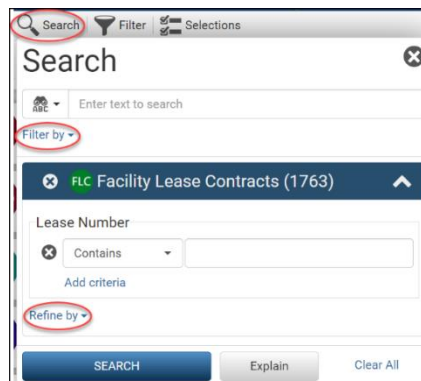 Search Filter Selections
Search
ABC Enter text to search
Filter by
FLC Facility Lease Contracts (1763)
Lease Number
Contains
Add criteria
Refine by
SEARCH Explain Clear All